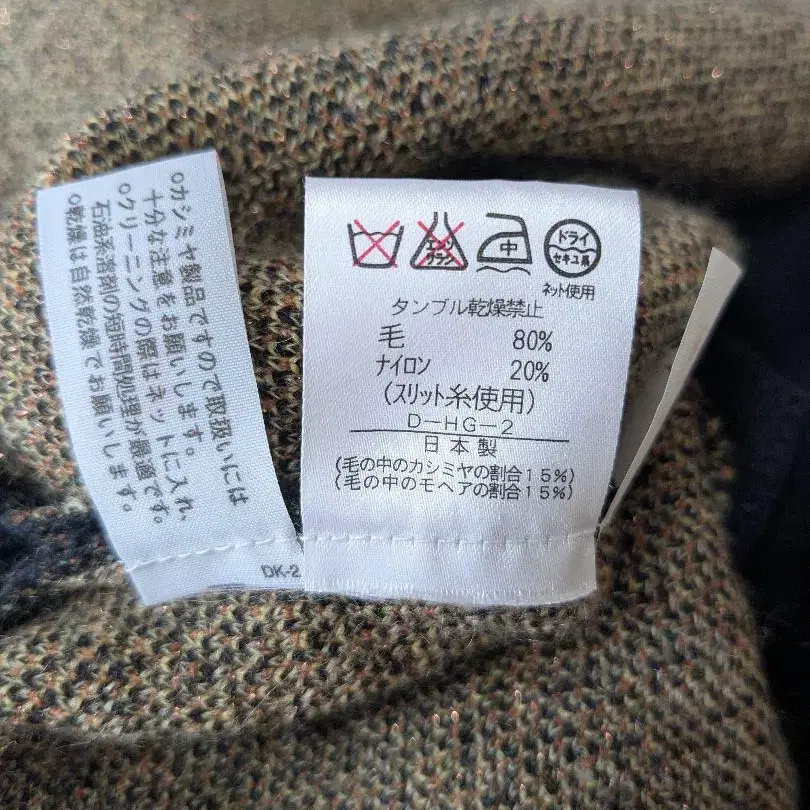 ●カシミヤ製品ですので取扱いには
十分な注意をお願いします。
●クリーニングの際はネットに入れ、
石油系溶剤の短時間処理が最適です。
●乾燥は自然乾燥でお願いします。
DK-2
エンソ
サラシ
中
ドライ
セキユ系
ネット使用
タンブル乾燥禁止
毛 80%
ナイロン 20%
(スリット糸使用)
D-HG-2
日本製
(毛の中のカシミヤの割合15%)
(毛の中のモヘアの割合15%)